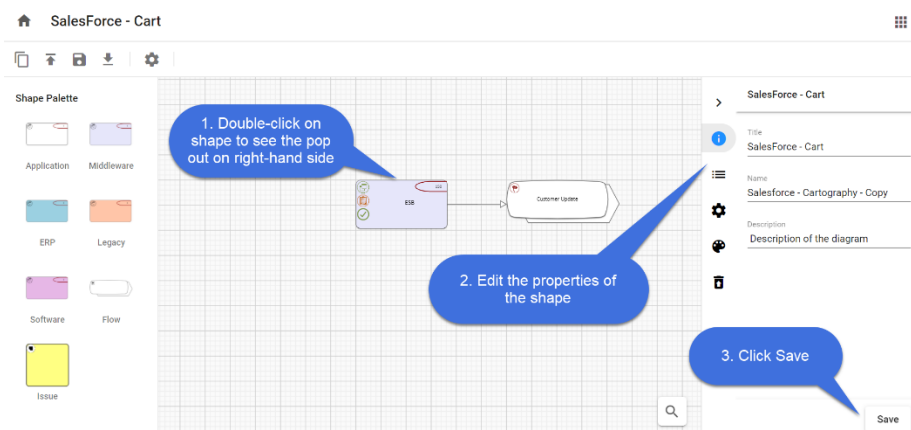 SalesForce - Cart
Shape Palette
Application
Middleware
ERP
Legacy
Software
Flow
Issue
1. Double-click on
shape to see the pop
out on right-hand side
ESB
Customer Update
2. Edit the properties of
the shape
SalesForce - Cart
Title
SalesForce - Cart
Name
Salesforce - Cartography - Copy
Description
Description of the diagram
3. Click Save
Save